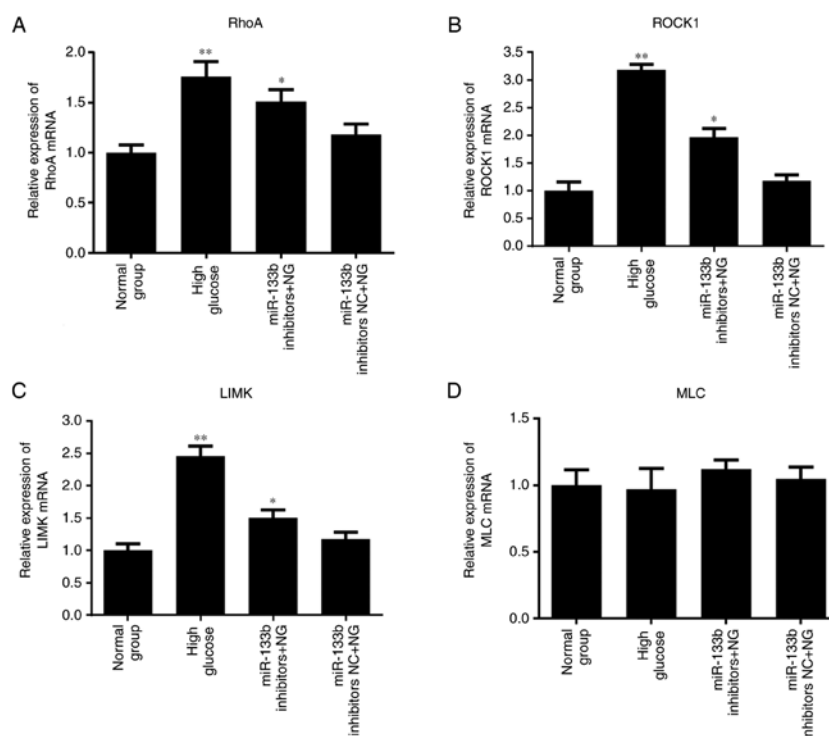 A
RhoA
Relative expression of
RhoA mRNA
2.0
1.5
1.0
0.5
0.0
**
*
Normal
group
High
glucose
miR-133b
inhibitors+NG
miR-133b
inhibitors NC+NG
B
ROCK1
Relative expression of
ROCK1 mRNA
3.5
3.0
2.5
2.0
1.5
1.0
0.5
0.0
**
*
Normal
group
High
glucose
miR-133b
inhibitors+NG
miR-133b
inhibitors NC+NG
C
LIMK
Relative expression of
LIMK mRNA
3.0
2.5
2.0
1.5
1.0
0.5
0.0
**
*
Normal
group
High
glucose
miR-133b
inhibitors+NG
miR-133b
inhibitors NC+NG
D
MLC
Relative expression of
MLC mRNA
1.5
1.0
0.5
0.0
Normal
group
High
glucose
miR-133b
inhibitors+NG
miR-133b
inhibitors NC+NG